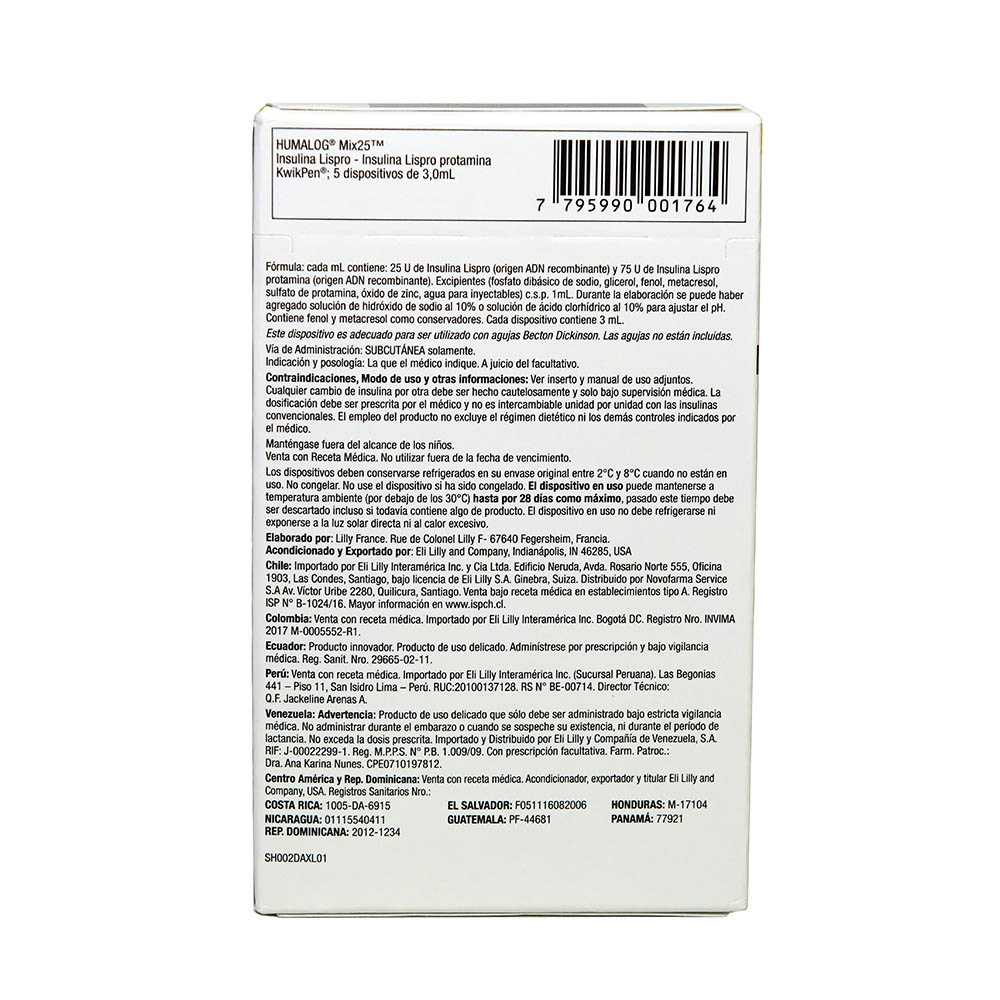 HUMALOG® Mix25™
Insulina Lispro - Insulina Lispro protamina
KwikPen®; 5 dispositivos de 3,0mL
7 795990 001764
Fórmula: cada mL contiene: 25 U de Insulina Lispro (origen ADN recombinante) y 75 U de Insulina Lispro
protamina (origen ADN recombinante). Excipientes (fosfato dibásico de sodio, glicerol, fenol, metacresol,
sulfato de protamina, óxido de zinc, agua para inyectables) c.s.p. 1mL. Durante la elaboración se puede haber
agregado solución de hidróxido de sodio al 10% o solución de ácido clorhídrico al 10% para ajustar el pH.
Contiene fenol y metacresol como conservadores. Cada dispositivo contiene 3 mL.
Este dispositivo es adecuado para ser utilizado con agujas Becton Dickinson. Las agujas no están incluidas.
Vía de Administración: SUBCUTÁNEA solamente.
Indicación y posología: La que el médico indique. A juicio del facultativo.
Contraindicaciones, Modo de uso y otras informaciones: Ver inserto y manual de uso adjuntos.
Cualquier cambio de insulina por otra debe ser hecho cautelosamente y solo bajo supervisión médica. La
dosificación debe ser prescrita por el médico y no es intercambiable unidad por unidad con las insulinas
convencionales. El empleo del producto no excluye el régimen dietético ni los demás controles indicados por
el médico.
Manténgase fuera del alcance de los niños.
Venta con Receta Médica. No utilizar fuera de la fecha de vencimiento.
Los dispositivos deben conservarse refrigerados en su envase original entre 2°C y 8°C cuando no están en
uso. No congelar. No use el dispositivo si ha sido congelado. El dispositivo en uso puede mantenerse a
temperatura ambiente (por debajo de los 30°C) hasta por 28 días como máximo, pasado este tiempo debe
ser descartado incluso si todavía contiene algo de producto. El dispositivo en uso no debe refrigerarse ni
exponerse a la luz solar directa ni al calor excesivo.
Elaborado por: Lilly France. Rue de Colonel Lilly F- 67640 Fegersheim, Francia.
Acondicionado y Exportado por: Eli Lilly and Company, Indianápolis, IN 46285, USA
Chile: Importado por Eli Lilly Interamérica Inc. y Cia Ltda. Edificio Neruda, Avda. Rosario Norte 555, Oficina
1903, Las Condes, Santiago, bajo licencia de Eli Lilly S.A. Ginebra, Suiza. Distribuido por Novofarma Service
S.A Av. Víctor Uribe 2280, Quilicura, Santiago. Venta bajo receta médica en establecimientos tipo A. Registro
ISP N° B-1024/16. Mayor información en www.ispch.cl.
Colombia: Venta con receta médica. Importado por Eli Lilly Interamérica Inc. Bogotá DC. Registro Nro. INVIMA
2017 M-0005552-R1.
Ecuador: Producto innovador. Producto de uso delicado. Adminístrese por prescripción y bajo vigilancia
médica. Reg. Sanit. Nro. 29665-02-11.
Perú: Venta con receta médica. Importado por Eli Lilly Interamérica Inc. (Sucursal Peruana). Las Begonias
441 – Piso 11, San Isidro Lima – Perú. RUC:20100137128. RS N° BE-00714. Director Técnico:
Q.F. Jackeline Arenas A.
Venezuela: Advertencia: Producto de uso delicado que sólo debe ser administrado bajo estricta vigilancia
médica. No administrar durante el embarazo o cuando se sospeche su existencia, ni durante el período de
lactancia. No exceda la dosis prescrita. Importado y Distribuido por Eli Lilly y Compañía de Venezuela, S.A.
RIF: J-00022299-1. Reg. M.P.P.S. N° P.B. 1.009/09. Con prescripción facultativa. Farm. Patroc.:
Dra. Ana Karina Nunes. CPE0710197812.
Centro América y Rep. Dominicana: Venta con receta médica. Acondicionador, exportador y titular Eli Lilly and
Company, USA. Registros Sanitarios Nro.:
COSTA RICA: 1005-DA-6915 EL SALVADOR: F051116082006 HONDURAS: M-17104
NICARAGUA: 01115540411 GUATEMALA: PF-44681 PANAMÁ: 77921
REP. DOMINICANA: 2012-1234
SH002DAXL01